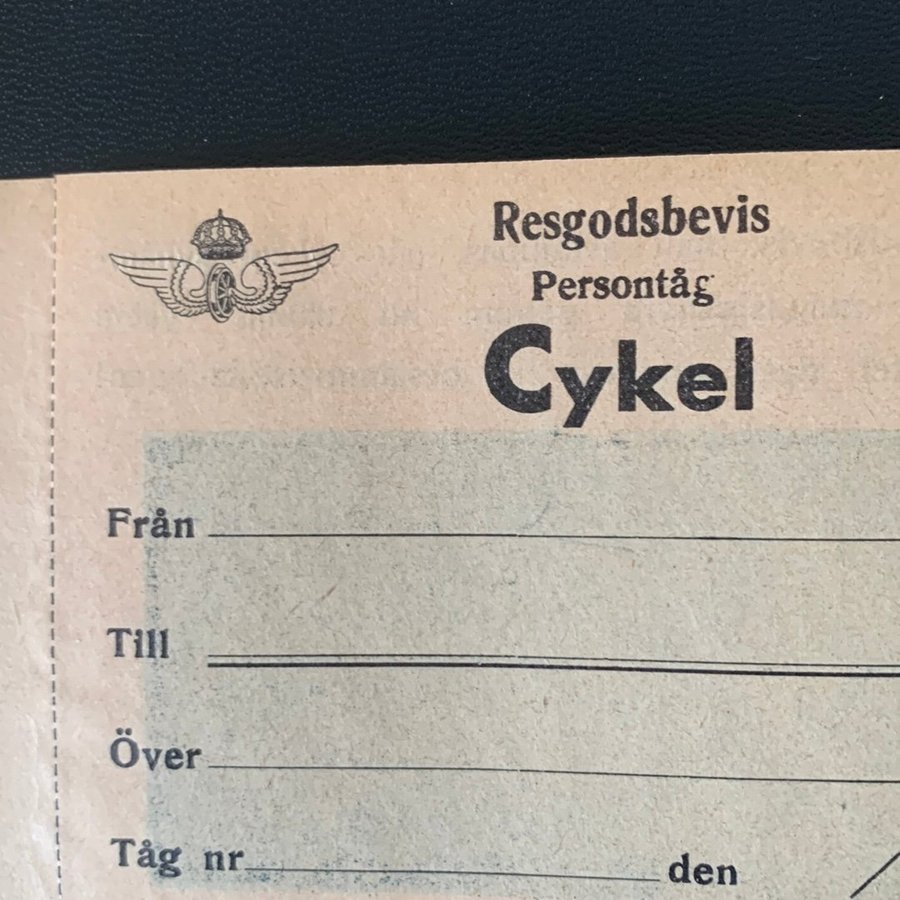 Resgodsbevis
Persontåg
Cykel
Från
Till
Över
Tåg nr den /